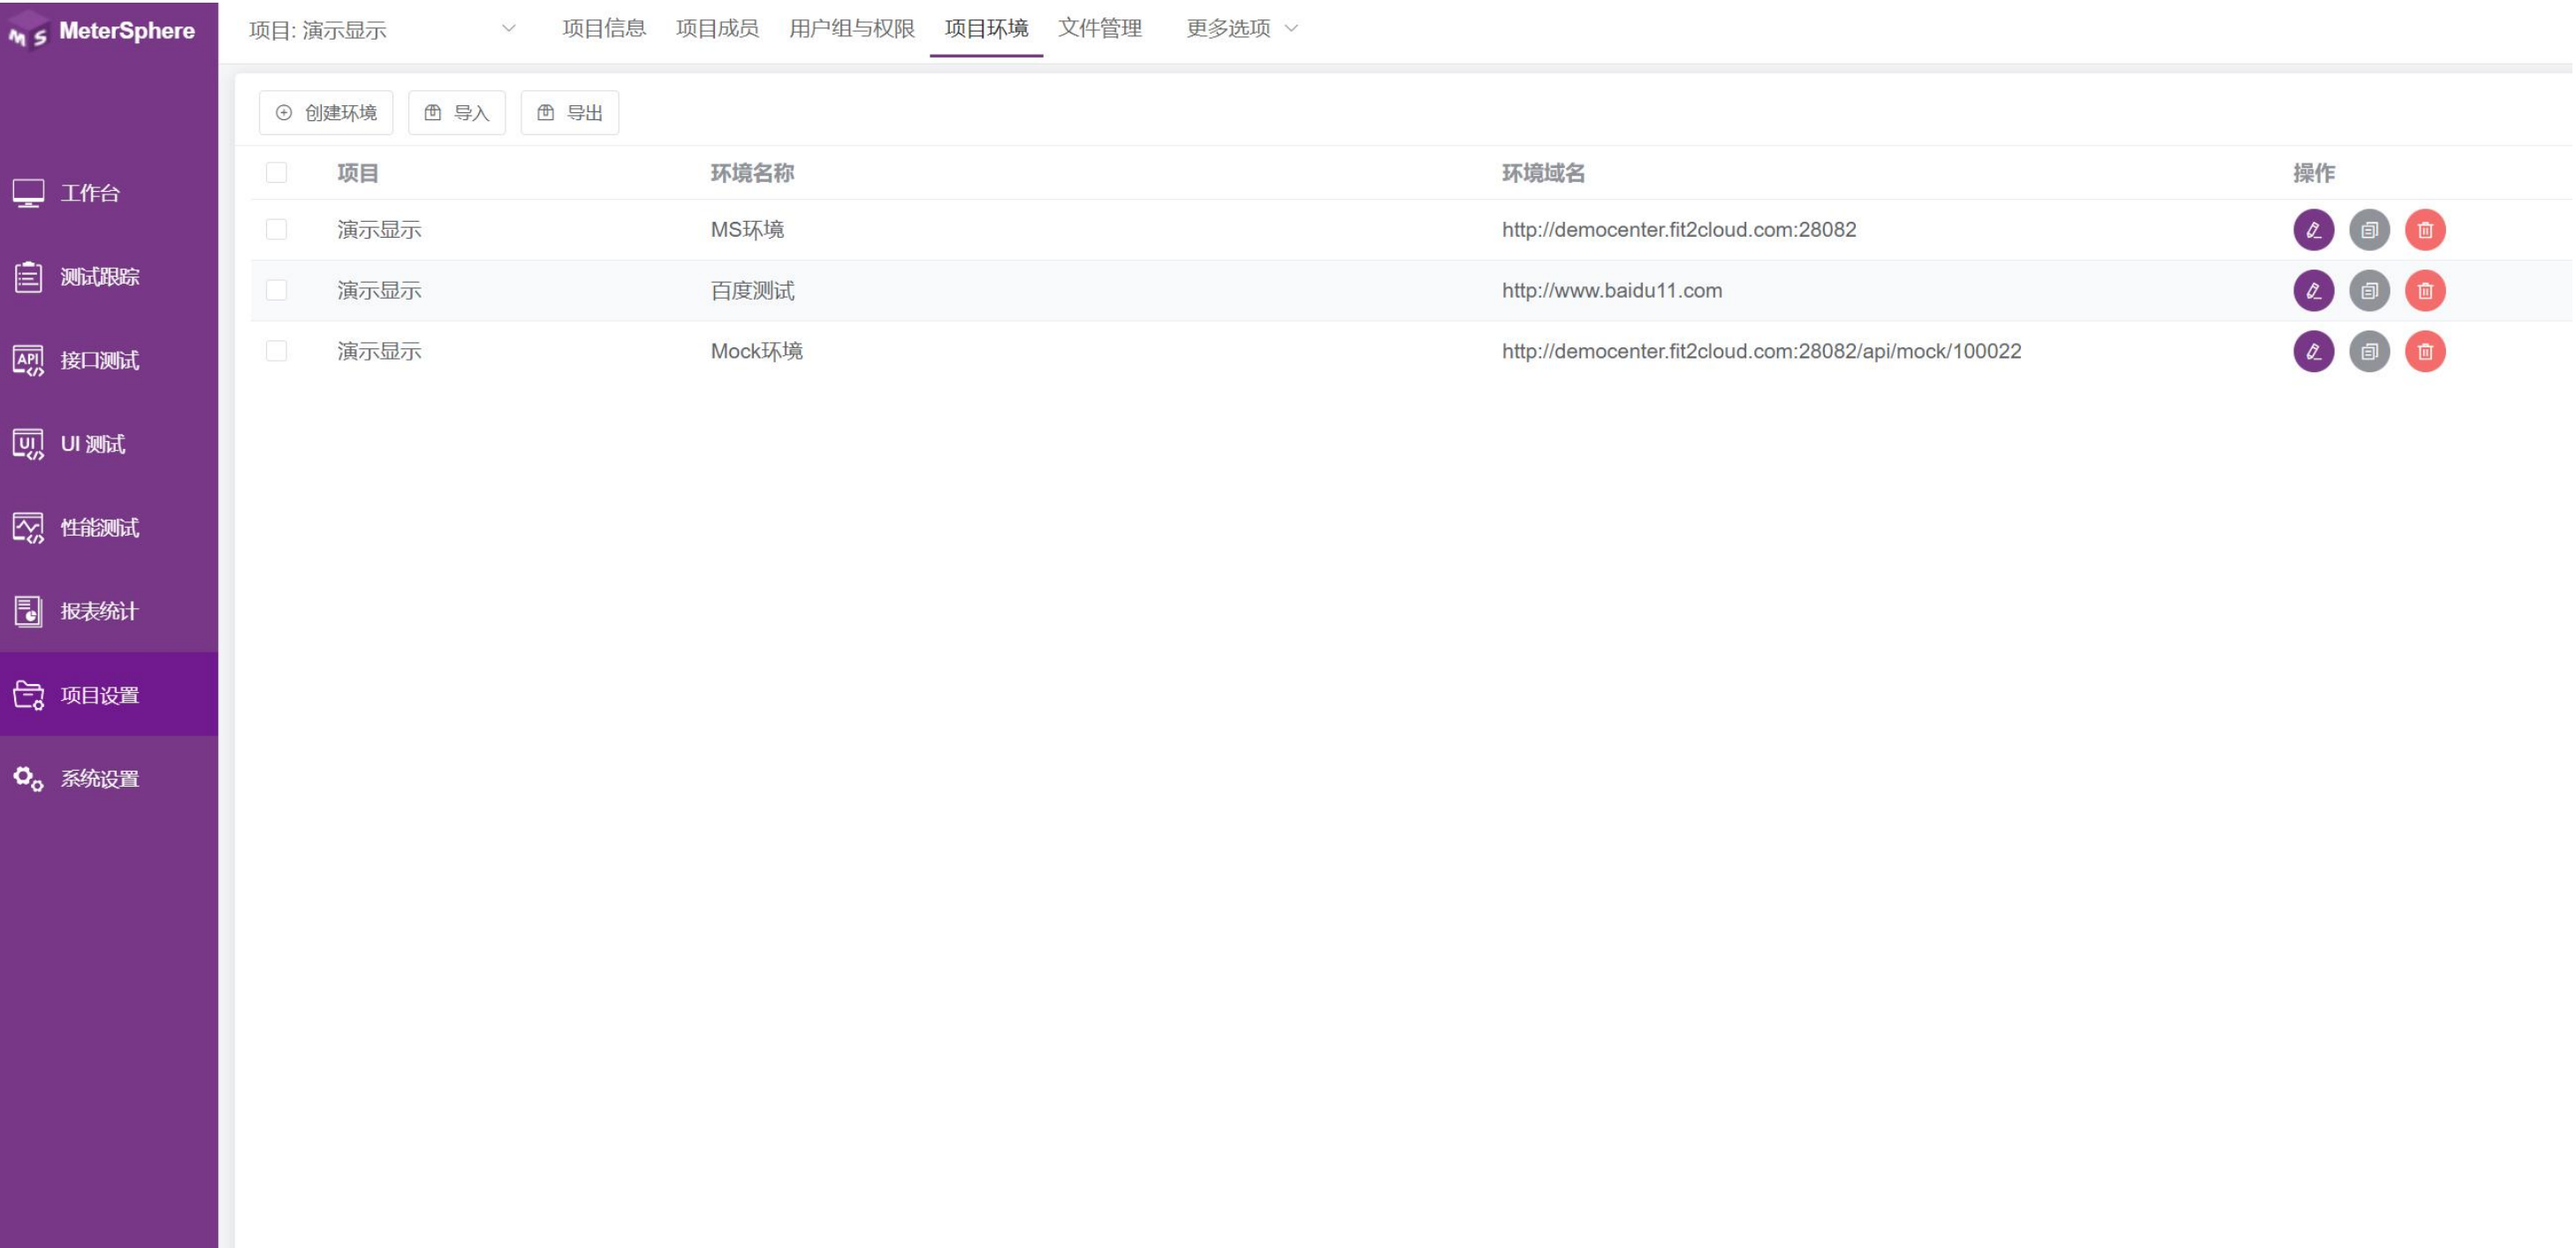 MeterSphere
项目: 演示显示 项目信息 项目成员 用户组与权限 项目环境 文件管理 更多选项
创建环境 导入 导出
项目 环境名称 环境域名 操作
演示显示 MS环境 http://democenter.fit2cloud.com:28082
演示显示 百度测试 http://www.baidu11.com
演示显示 Mock环境 http://democenter.fit2cloud.com:28082/api/mock/100022
工作台
测试跟踪
API 接口测试
UI UI 测试
性能测试
报表统计
项目设置
系统设置